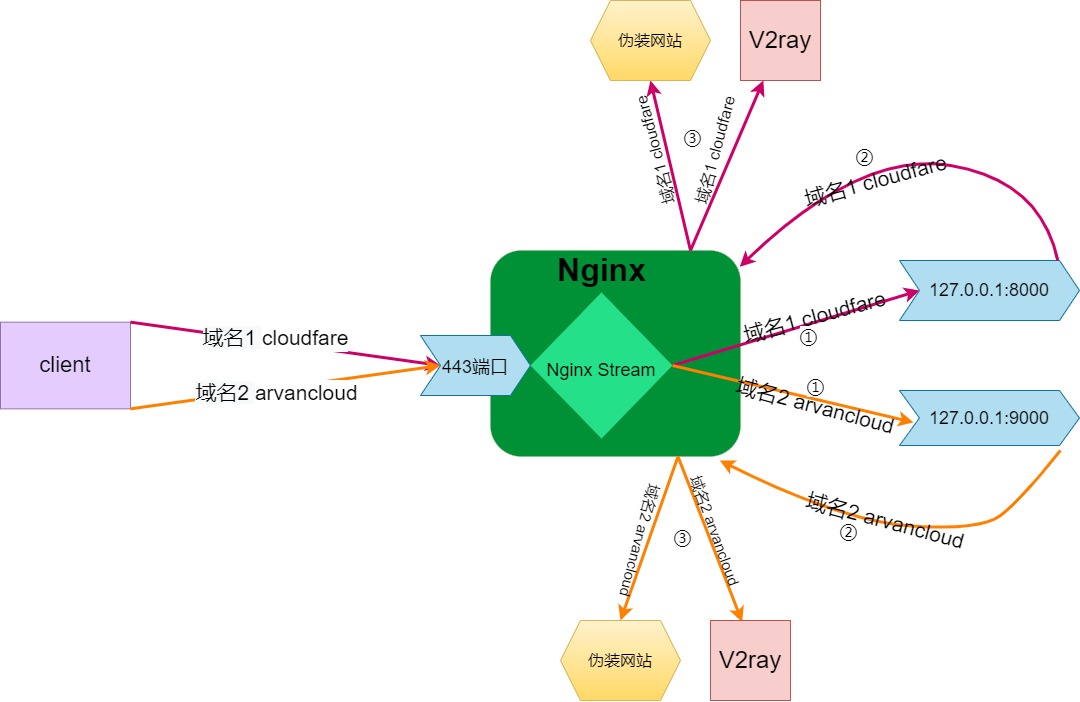 伪装网站
V2ray
域名1 cloudfare
③
域名1 cloudfare
②
域名1 cloudfare
Nginx
127.0.0.1:8000
域名1 cloudfare
①
client
域名1 cloudfare
域名2 arvancloud
443端口
Nginx Stream
①
域名2 arvancloud
127.0.0.1:9000
域名2 arvancloud
②
域名2 arvancloud
③
域名2 arvancloud
伪装网站
V2ray